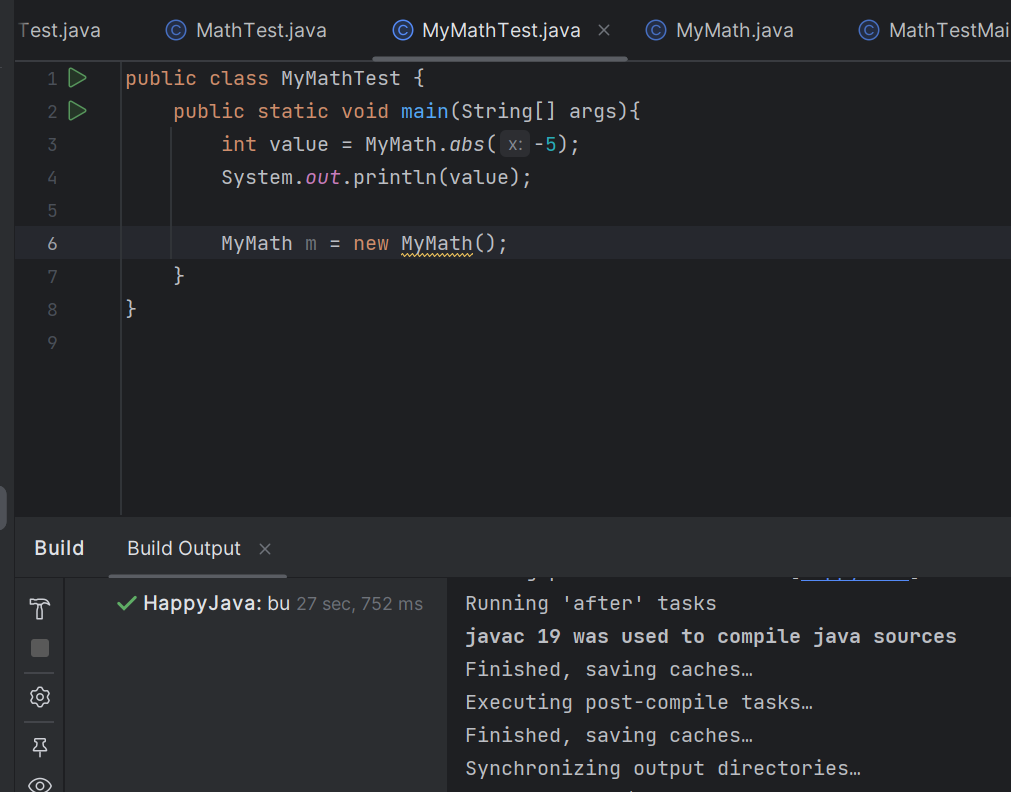 Test.java MathTest.java MyMathTest.java MyMath.java MathTestMai
1 public class MyMathTest {
2 public static void main(String[] args){
3 int value = MyMath.abs( x: -5);
4 System.out.println(value);
5
6 MyMath m = new MyMath();
7 }
8 }
9
Build Build Output
HappyJava: bu 27 sec, 752 ms
Running 'after' tasks
javac 19 was used to compile java sources
Finished, saving caches…
Executing post-compile tasks…
Finished, saving caches…
Synchronizing output directories…